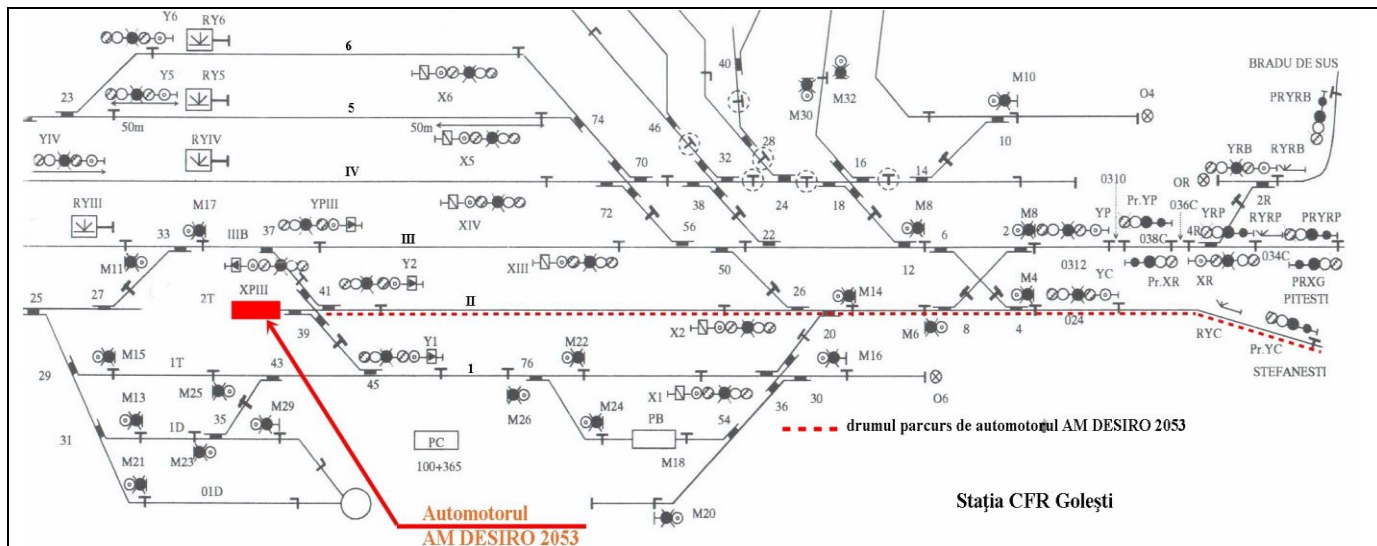 Y6 RY6
6
Y5 RY5
X6
M32
M30
M10
O4
BRADU DE SUS
PRYRB
23
50m
5
50m
X5
74
46
40
28
10
YIV RYIV
32
70
16
14
YRB RYRB
OR
IV
XIV
72
38
24
18
0310
036C
2R
RYIII
M17
YPIII
56
22
M8
M8 YP
Pr.YP
YRP RYRP PRYRP
33
IIIB
37
III
6
2
038C
4R
034C
M11
XPIII
Y2
XIII
50
12
0312
Pr.XR
XR
PRXG
PITESTI
27
2T
41
II
26
M14
M4 YC
25
39
X2
20
M6
8
4
024
RYC
Pr.YC
STEFANESTI
M15
1T
43
Y1
45
1
76
M22
M16
29
M25
M26
X1
36
30
O6
M13
1D
35
M29
M24
PB
54
31
M23
PC
M18
drumul parcurs de automotorul AM DESIRO 2053
M21
100+365
01D
M20
Automotorul
AM DESIRO 2053
Staţia CFR Goleşti